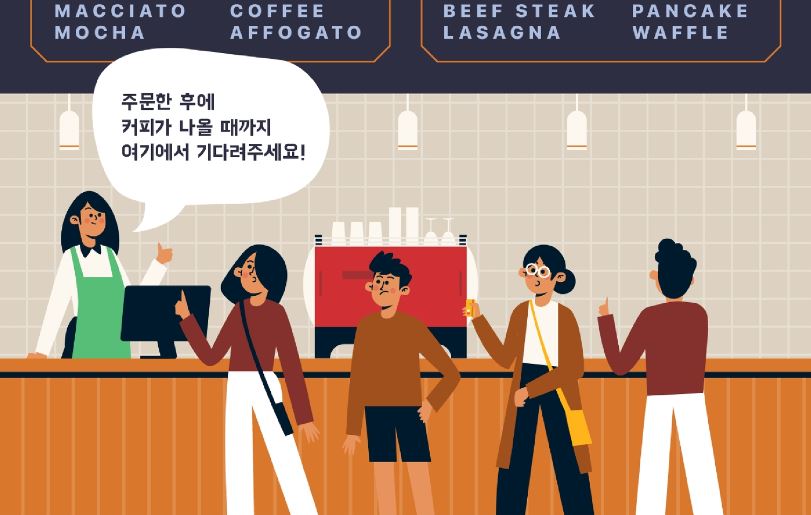 MACCIATO
MOCHA
COFFEE
AFFOGATO
BEEF STEAK
LASAGNA
PANCAKE
WAFFLE
주문한 후에
커피가 나올 때까지
여기에서 기다려주세요!